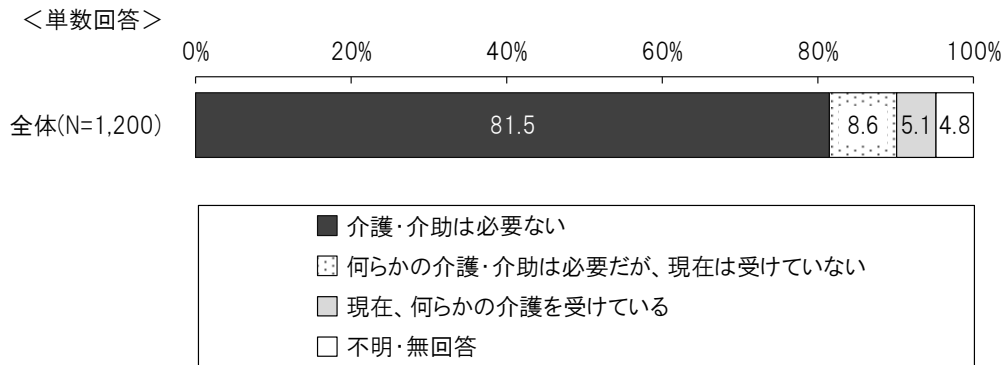 ＜単数回答＞
0% 20% 40% 60% 80% 100%
全体(N=1,200) 81.5 8.6 5.1 4.8
介護・介助は必要ない
何らかの介護・介助は必要だが、現在は受けていない
現在、何らかの介護を受けている
不明・無回答